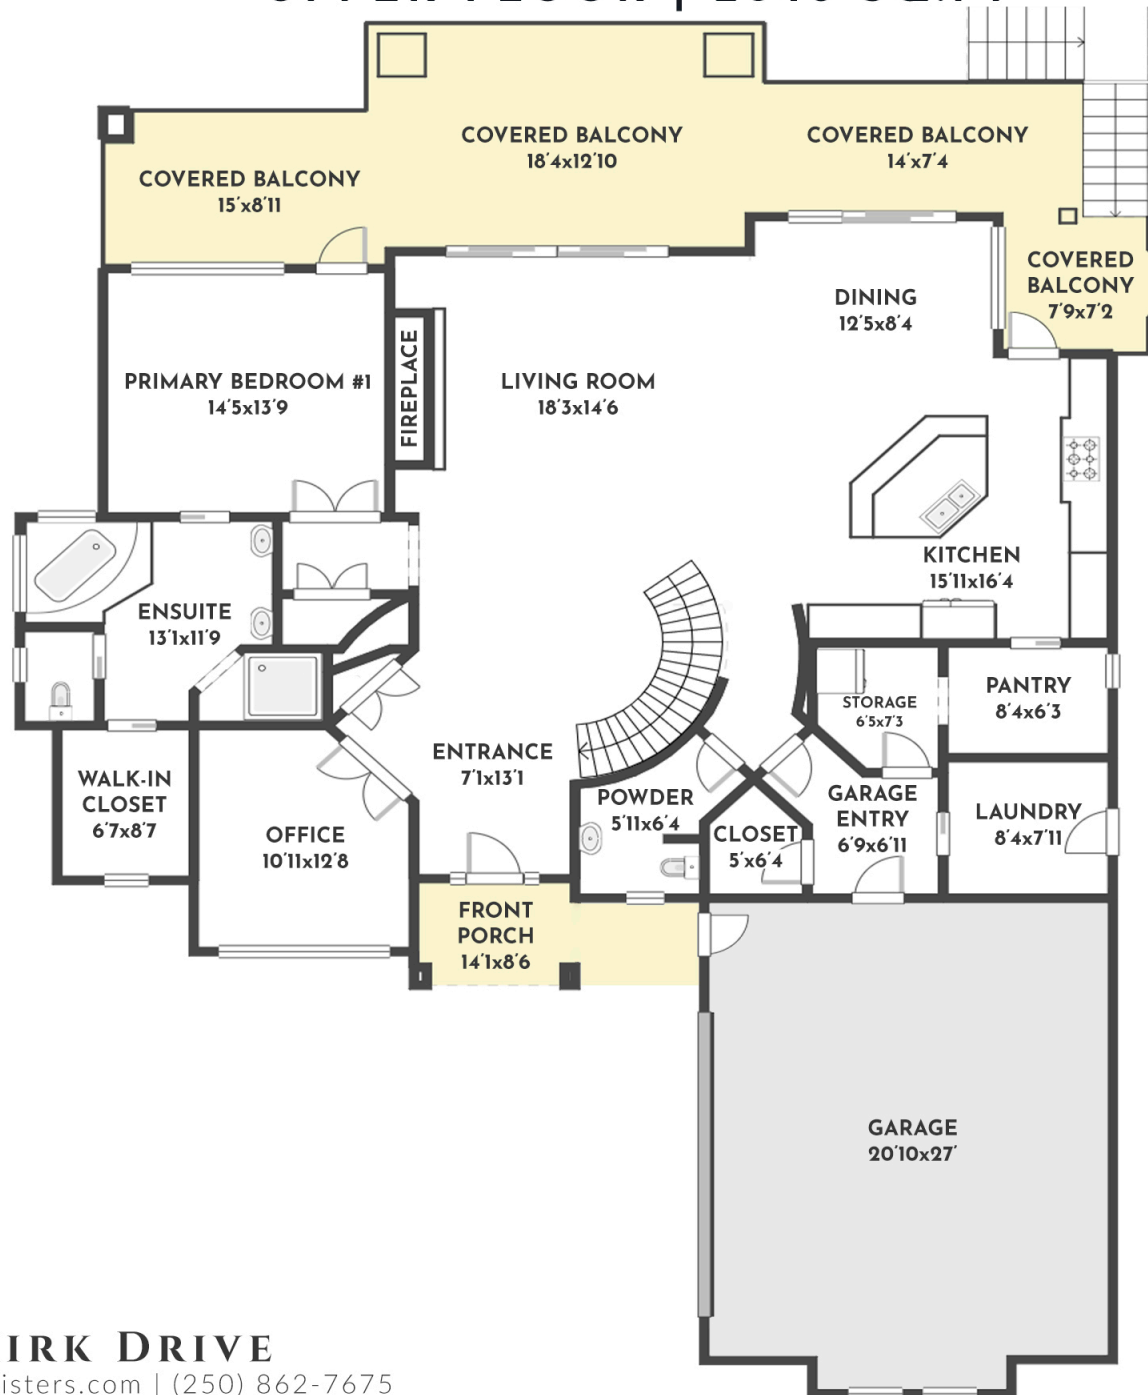 COVERED BALCONY
18'4x12'10
COVERED BALCONY
14'x7'4
COVERED BALCONY
15'x8'11
COVERED
BALCONY
7'9x7'2
DINING
12'5x8'4
PRIMARY BEDROOM #1
14'5x13'9
FIREPLACE
LIVING ROOM
18'3x14'6
KITCHEN
15'11x16'4
ENSUITE
13'1x11'9
STORAGE
6'5x7'3
PANTRY
8'4x6'3
ENTRANCE
7'1x13'1
WALK-IN
CLOSET
6'7x8'7
OFFICE
10'11x12'8
POWDER
5'11x6'4
CLOSET
5'x6'4
GARAGE
ENTRY
6'9x6'11
LAUNDRY
8'4x7'11
FRONT
PORCH
14'1x8'6
GARAGE
20'10x27'
IRK DRIVE
isters.com | (250) 862-7675